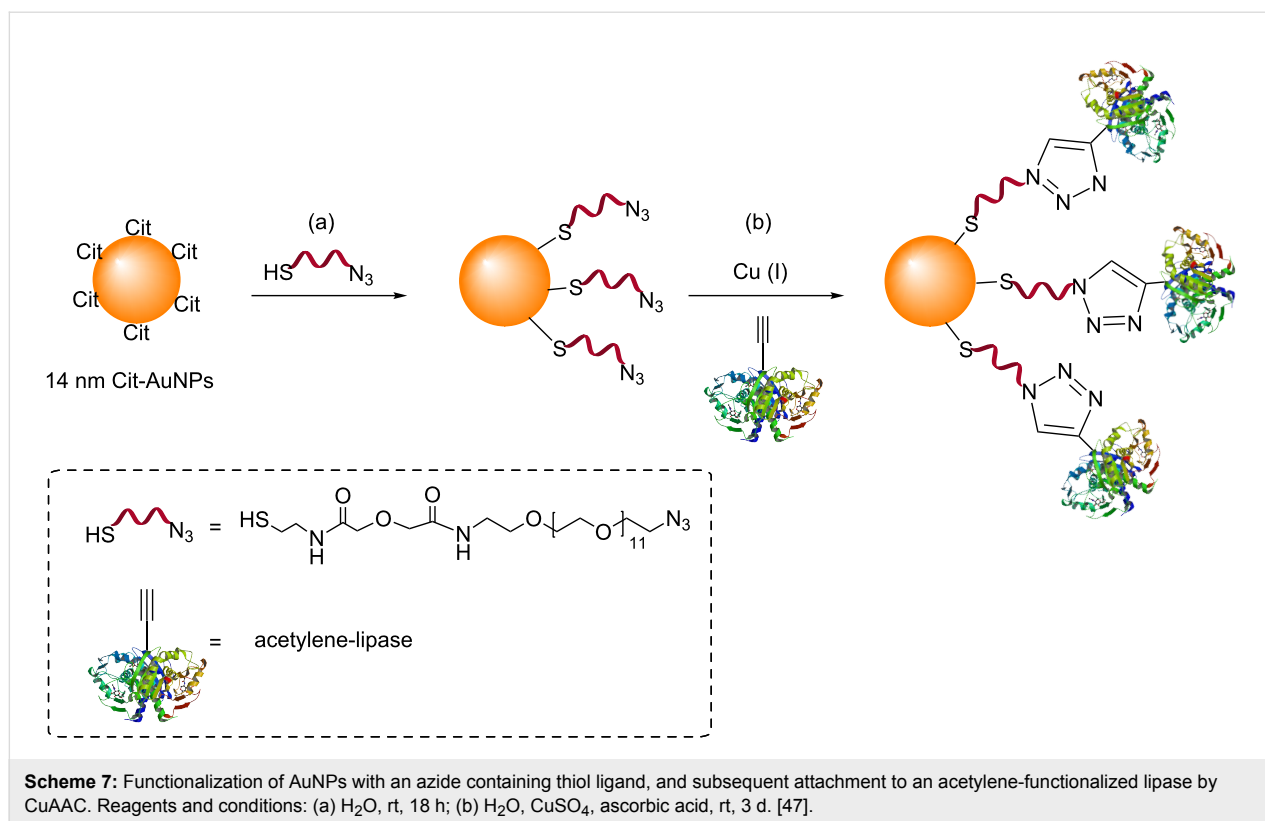 Cit
Cit
Cit
Cit
Cit
Cit
14 nm Cit-AuNPs
(a)
HS
N₃
S
N₃
S
N₃
S
N₃
(b)
Cu (I)
S
N
N
N
S
N
N
N
S
N
N
N
HS
N₃
=
HS
N
H
O
O
O
N
H
O
O
11
N₃
=
acetylene-lipase
Scheme 7: Functionalization of AuNPs with an azide containing thiol ligand, and subsequent attachment to an acetylene-functionalized lipase by
CuAAC. Reagents and conditions: (a) H₂O, rt, 18 h; (b) H₂O, CuSO₄, ascorbic acid, rt, 3 d. [47].